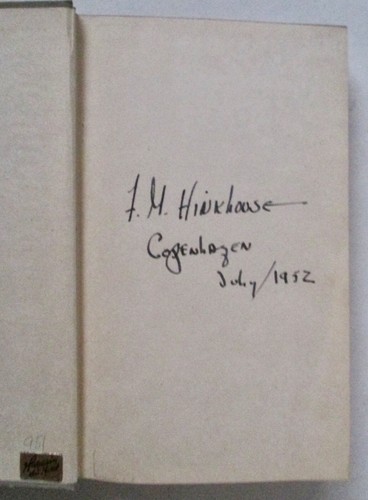 F. M. Hinkhouse
Copenhagen
July/1952